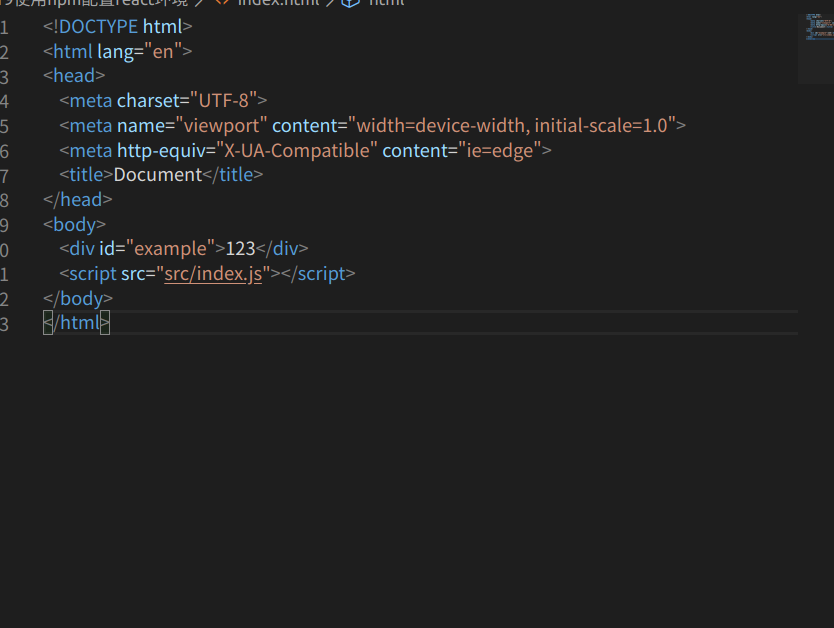 使用npm配置react环境 > index.html > html
1 <!DOCTYPE html>
2 <html lang="en">
3 <head>
4 <meta charset="UTF-8">
5 <meta name="viewport" content="width=device-width, initial-scale=1.0">
6 <meta http-equiv="X-UA-Compatible" content="ie=edge">
7 <title>Document</title>
8 </head>
9 <body>
0 <div id="example">123</div>
1 <script src="src/index.js"></script>
2 </body>
3 </html>